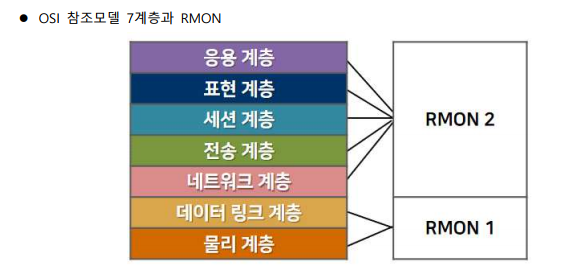 ● OSI 참조모델 7계층과 RMON
응용 계층
표현 계층
세션 계층
전송 계층
네트워크 계층
데이터 링크 계층
물리 계층
RMON 2
RMON 1